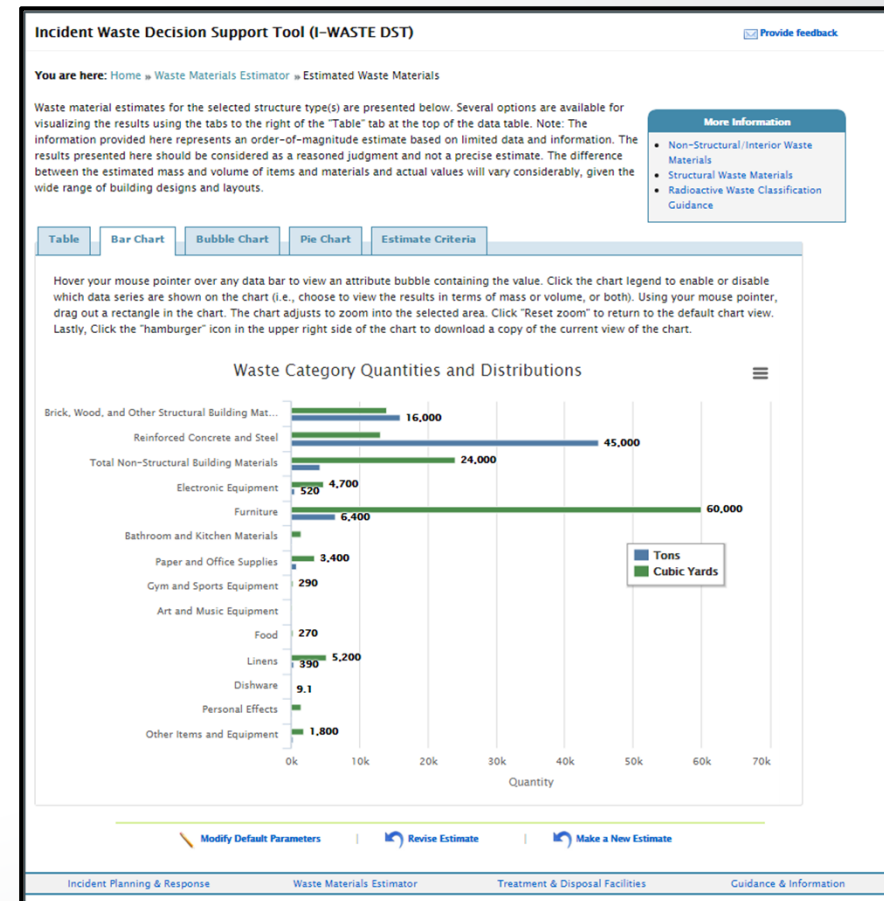 Incident Waste Decision Support Tool (I-WASTE DST)
Provide feedback
You are here: Home » Waste Materials Estimator » Estimated Waste Materials
Waste material estimates for the selected structure type(s) are presented below. Several options are available for
visualizing the results using the tabs to the right of the "Table" tab at the top of the data table. Note: The
information provided here represents an order-of-magnitude estimate based on limited data and information. The
results presented here should be considered as a reasoned judgment and not a precise estimate. The difference
between the estimated mass and volume of items and materials and actual values will vary considerably, given the
wide range of building designs and layouts.
More Information
Non-Structural/Interior Waste
Materials
Structural Waste Materials
Radioactive Waste Classification
Guidance
Table
Bar Chart
Bubble Chart
Pie Chart
Estimate Criteria
Hover your mouse pointer over any data bar to view an attribute bubble containing the value. Click the chart legend to enable or disable
which data series are shown on the chart (i.e., choose to view the results in terms of mass or volume, or both). Using your mouse pointer,
drag out a rectangle in the chart. The chart adjusts to zoom into the selected area. Click "Reset zoom" to return to the default chart view.
Lastly, Click the "hamburger" icon in the upper right side of the chart to download a copy of the current view of the chart.
Waste Category Quantities and Distributions
Brick, Wood, and Other Structural Building Mat...
16,000
Reinforced Concrete and Steel
45,000
Total Non-Structural Building Materials
24,000
Electronic Equipment
4,700
520
Furniture
60,000
6,400
Bathroom and Kitchen Materials
Paper and Office Supplies
3,400
Gym and Sports Equipment
290
Art and Music Equipment
Food
270
Linens
5,200
390
Dishware
9.1
Personal Effects
Other Items and Equipment
1,800
Tons
Cubic Yards
0k 10k 20k 30k 40k 50k 60k 70k
Quantity
Modify Default Parameters | Revise Estimate | Make a New Estimate
Incident Planning & Response Waste Materials Estimator Treatment & Disposal Facilities Guidance & Information